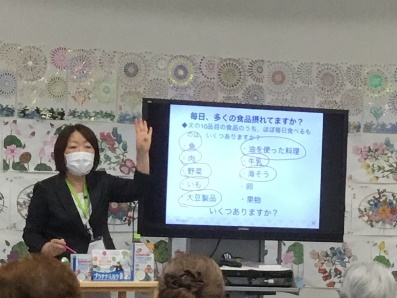 毎日、多くの食品摂れてますか？
◆次の10品目の食品のうち、ほぼ毎日食べるもの
は、いくつありますか？
・魚
・油を使った料理
・肉
・牛乳
・野菜
・海そう
・いも
・卵
・大豆製品
・果物
いくつありますか？